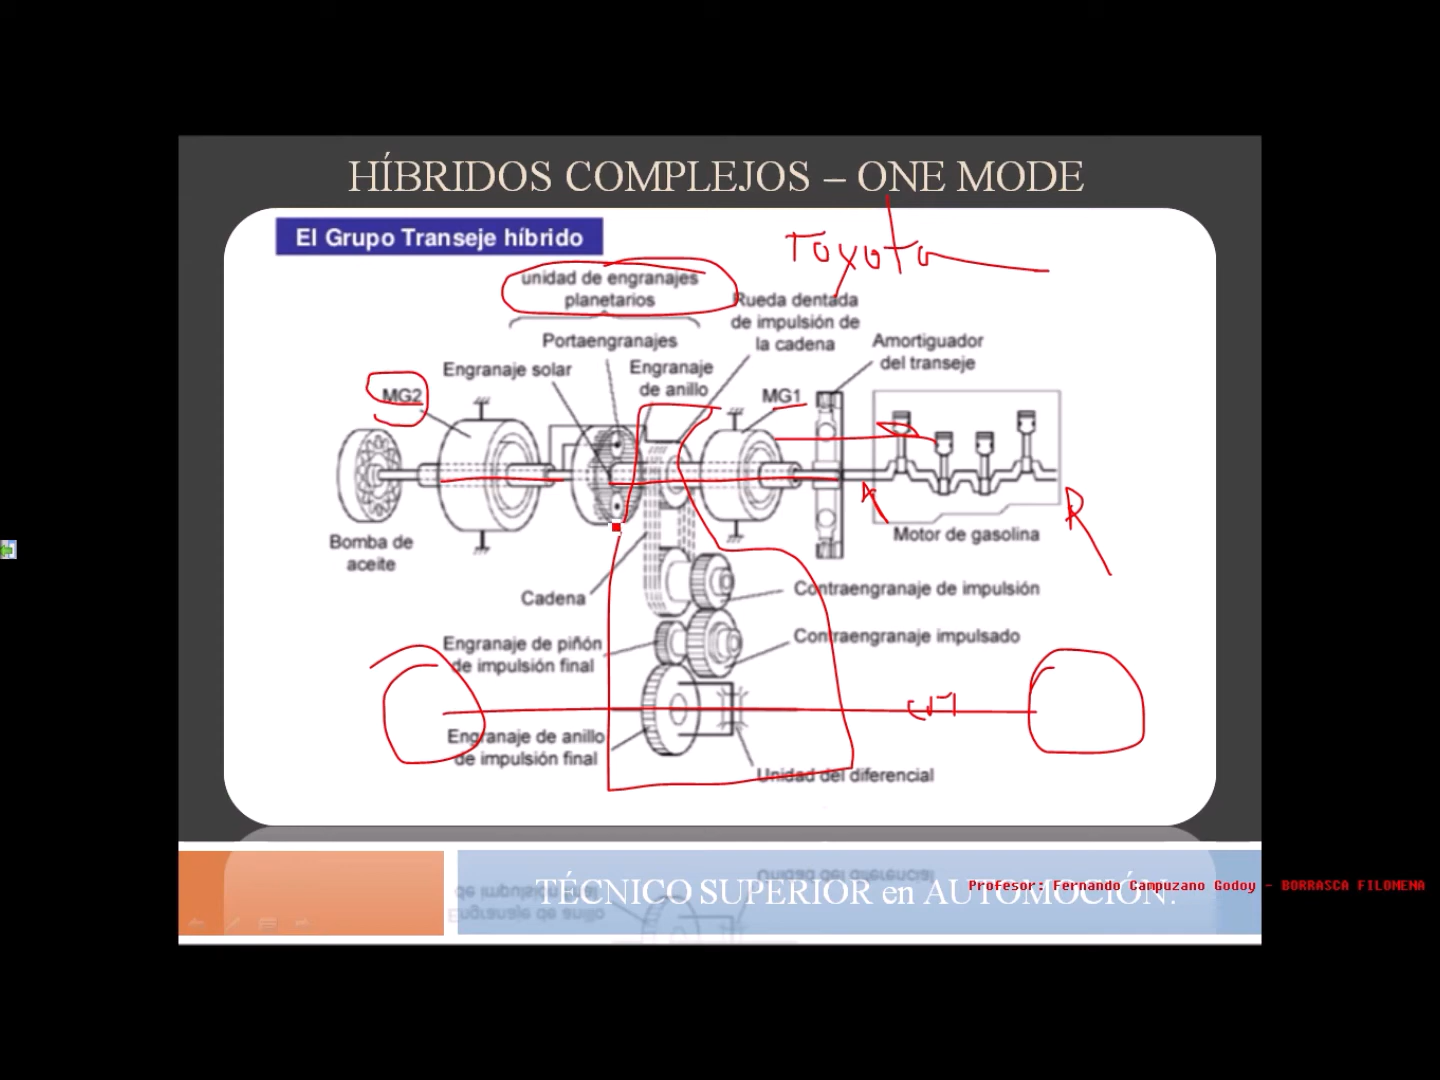 HÍBRIDOS COMPLEJOS – ONE MODE
El Grupo Transeje híbrido
Toyota
unidad de engranajes
planetarios
Rueda dentada
de impulsión de
la cadena
Portaengranajes
Amortiguador
del transeje
Engranaje solar
Engranaje
de anillo
MG2
MG1
Motor de gasolina
Bomba de
aceite
Cadena
Contraengranaje de impulsión
Contraengranaje impulsado
Engranaje de piñón
de impulsión final
Engranaje de anillo
de impulsión final
Unidad del diferencial
TÉCNICO SUPERIOR en AUTOMOCIÓN.
Profesor: Fernando Campuzano Godoy - BORRASCA FILOMENA